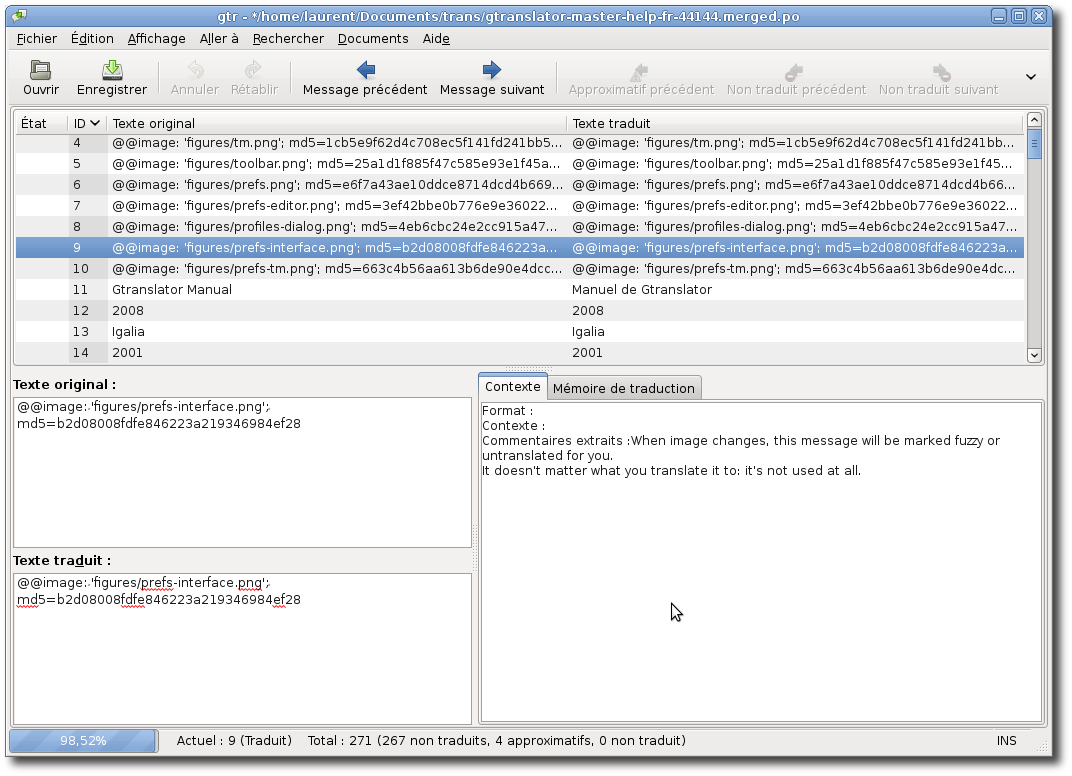 gtr - */home/laurent/Documents/trans/gtranslator-master-help-fr-44144.merged.po
Fichier Édition Affichage Aller à Rechercher Documents Aide
Ouvrir Enregistrer Annuler Rétablir Message précédent Message suivant Approximatif précédent Non traduit précédent Non traduit suivant
État ID Texte original Texte traduit
4 @@image: 'figures/tm.png'; md5=1cb5e9f62d4c708ec5f141fd241bb5... @@image: 'figures/tm.png'; md5=1cb5e9f62d4c708ec5f141fd241bb...
5 @@image: 'figures/toolbar.png'; md5=25a1d1f885f47c585e93e1f45a... @@image: 'figures/toolbar.png'; md5=25a1d1f885f47c585e93e1f45...
6 @@image: 'figures/prefs.png'; md5=e6f7a43ae10ddce8714dcd4b669... @@image: 'figures/prefs.png'; md5=e6f7a43ae10ddce8714dcd4b66...
7 @@image: 'figures/prefs-editor.png'; md5=3ef42bbe0b776e9e36022... @@image: 'figures/prefs-editor.png'; md5=3ef42bbe0b776e9e36022...
8 @@image: 'figures/profiles-dialog.png'; md5=4eb6cbc24e2cc915a47... @@image: 'figures/profiles-dialog.png'; md5=4eb6cbc24e2cc915a47...
9 @@image: 'figures/prefs-interface.png'; md5=b2d08008fdfe846223a... @@image: 'figures/prefs-interface.png'; md5=b2d08008fdfe846223a...
10 @@image: 'figures/prefs-tm.png'; md5=663c4b56aa613b6de90e4dcc... @@image: 'figures/prefs-tm.png'; md5=663c4b56aa613b6de90e4dc...
11 Gtranslator Manual Manuel de Gtranslator
12 2008 2008
13 Igalia Igalia
14 2001 2001
Texte original :
@@image: 'figures/prefs-interface.png';
md5=b2d08008fdfe846223a219346984ef28
Texte traduit :
@@image: 'figures/prefs-interface.png';
md5=b2d08008fdfe846223a219346984ef28
Contexte Mémoire de traduction
Format :
Contexte :
Commentaires extraits :When image changes, this message will be marked fuzzy or
untranslated for you.
It doesn't matter what you translate it to: it's not used at all.
98,52% Actuel : 9 (Traduit) Total : 271 (267 non traduits, 4 approximatifs, 0 non traduit) INS